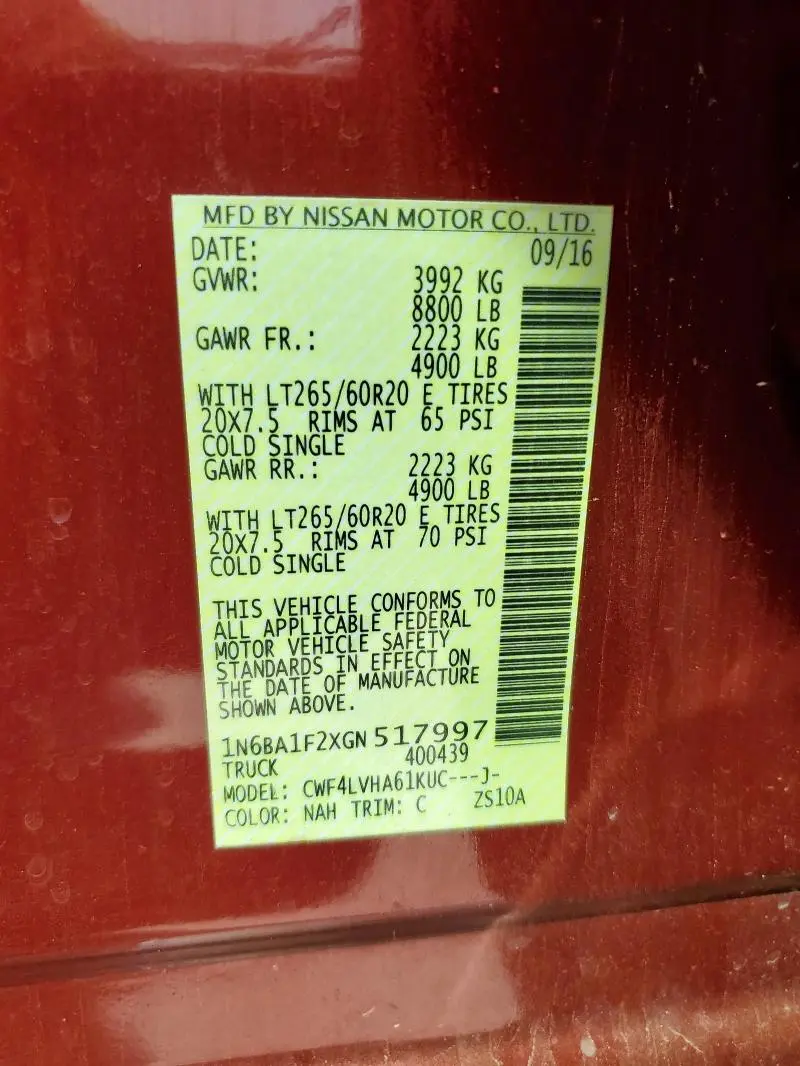 MFD BY NISSAN MOTOR CO., LTD.
DATE: 09/16
GVWR: 3992 KG
8800 LB
GAWR FR.: 2223 KG
4900 LB
WITH LT265/60R20 E TIRES
20X7.5 RIMS AT 65 PSI
COLD SINGLE
GAWR RR.: 2223 KG
4900 LB
WITH LT265/60R20 E TIRES
20X7.5 RIMS AT 70 PSI
COLD SINGLE
THIS VEHICLE CONFORMS TO
ALL APPLICABLE FEDERAL
MOTOR VEHICLE SAFETY
STANDARDS IN EFFECT ON
THE DATE OF MANUFACTURE
SHOWN ABOVE.
1N6BA1F2XGN 517997
TRUCK 400439
MODEL: CWF4LVHA61KUC---J-
COLOR: NAH TRIM: C ZS10A